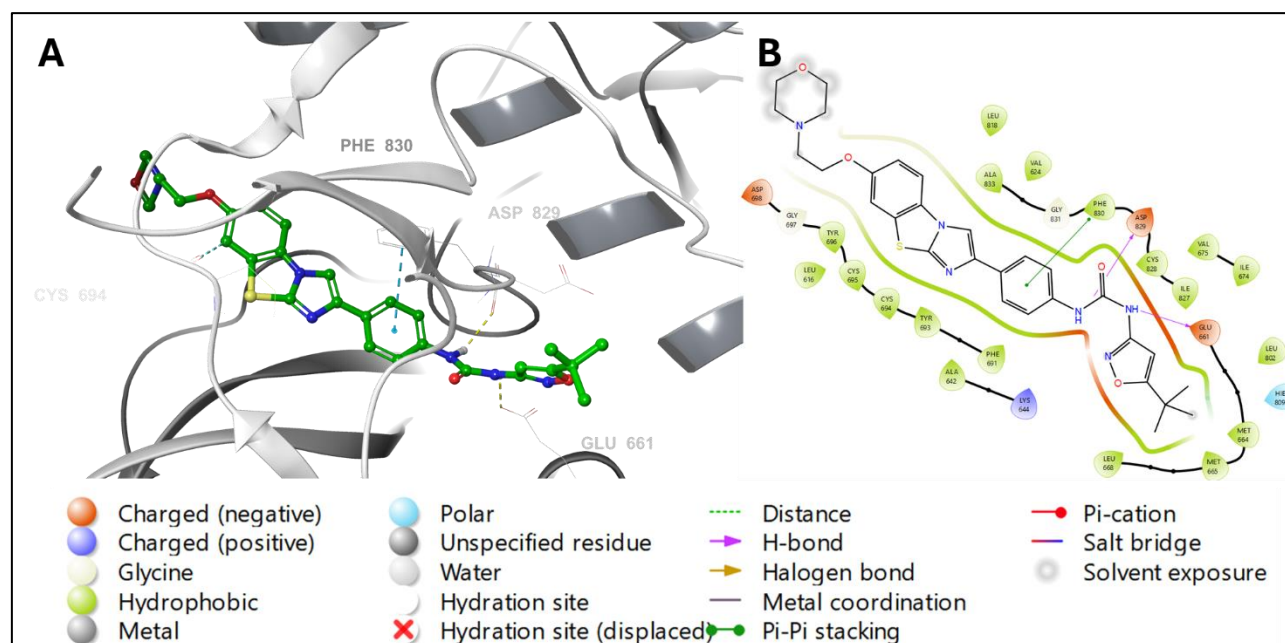 A
PHE 830
ASP 829
CYS 694
GLU 661
B
O
N
O
N
S
N
O
N
H
NH
N
O
LEU
818
VAL
624
ALA
833
GLY
831
PHE
830
ASP
829
CYS
828
VAL
675
ILE
674
ILE
827
ASP
698
GLY
697
TYR
696
LEU
616
CYS
695
CYS
694
TYR
693
PHE
691
ALA
642
LYS
644
GLU
661
LEU
802
HIE
809
MET
664
MET
665
LEU
668
Charged (negative)
Charged (positive)
Glycine
Hydrophobic
Metal
Polar
Unspecified residue
Water
Hydration site
Hydration site (displaced)
Distance
H-bond
Halogen bond
Metal coordination
Pi-Pi stacking
Pi-cation
Salt bridge
Solvent exposure